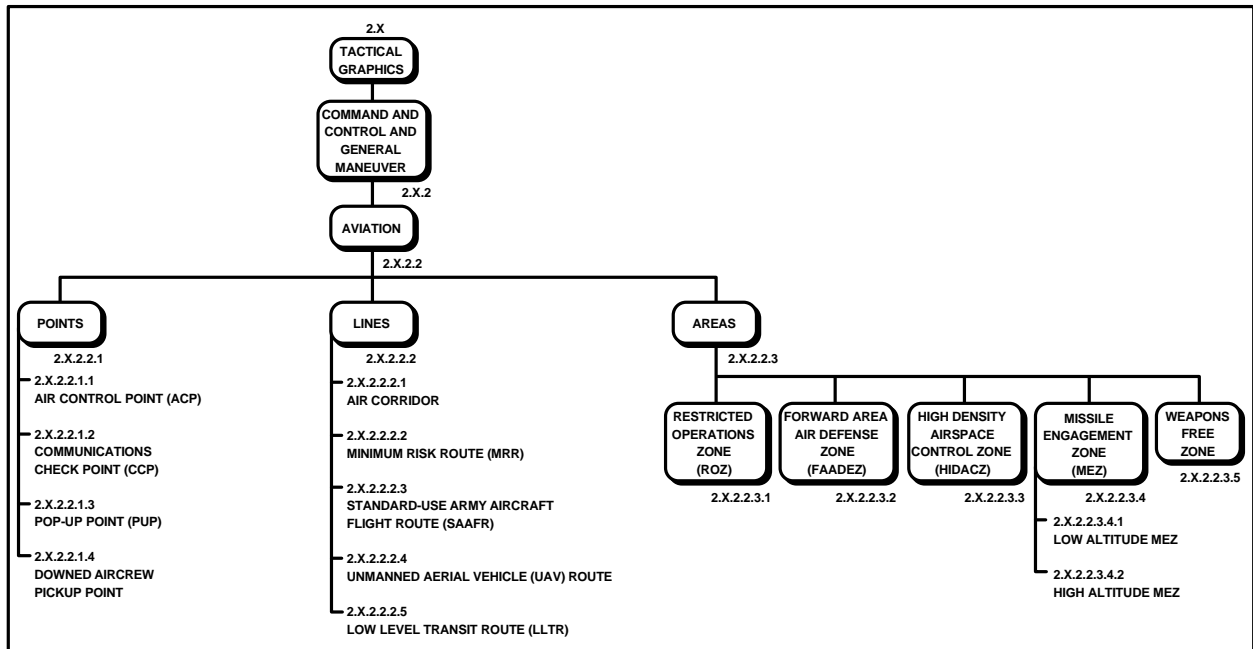 2.X
TACTICAL
GRAPHICS
COMMAND AND
CONTROL AND
GENERAL
MANEUVER
2.X.2
AVIATION
2.X.2.2
POINTS
2.X.2.2.1
2.X.2.2.1.1
AIR CONTROL POINT (ACP)
2.X.2.2.1.2
COMMUNICATIONS
CHECK POINT (CCP)
2.X.2.2.1.3
POP-UP POINT (PUP)
2.X.2.2.1.4
DOWNED AIRCREW
PICKUP POINT
LINES
2.X.2.2.2
2.X.2.2.2.1
AIR CORRIDOR
2.X.2.2.2.2
MINIMUM RISK ROUTE (MRR)
2.X.2.2.2.3
STANDARD-USE ARMY AIRCRAFT
FLIGHT ROUTE (SAAFR)
2.X.2.2.2.4
UNMANNED AERIAL VEHICLE (UAV) ROUTE
2.X.2.2.2.5
LOW LEVEL TRANSIT ROUTE (LLTR)
AREAS
2.X.2.2.3
RESTRICTED
OPERATIONS
ZONE
(ROZ)
2.X.2.2.3.1
FORWARD AREA
AIR DEFENSE
ZONE
(FAADEZ)
2.X.2.2.3.2
HIGH DENSITY
AIRSPACE
CONTROL ZONE
(HIDACZ)
2.X.2.2.3.3
MISSILE
ENGAGEMENT
ZONE
(MEZ)
2.X.2.2.3.4
2.X.2.2.3.4.1
LOW ALTITUDE MEZ
2.X.2.2.3.4.2
HIGH ALTITUDE MEZ
WEAPONS
FREE
ZONE
2.X.2.2.3.5